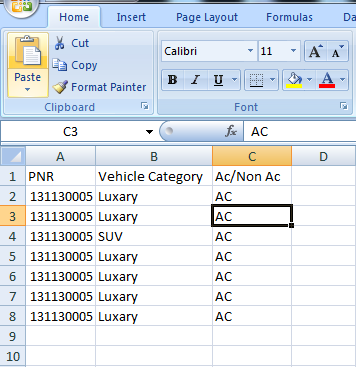 Home Insert Page Layout Formulas
Paste
Cut
Copy
Format Painter
Clipboard
Calibri 11 A A
B I U A
Font
C3 fx AC
A B C D
1 PNR Vehicle Category Ac/Non Ac
2 131130005 Luxary AC
3 131130005 Luxary AC
4 131130005 SUV AC
5 131130005 Luxary AC
6 131130005 Luxary AC
7 131130005 Luxary AC
8 131130005 Luxary AC
9
10